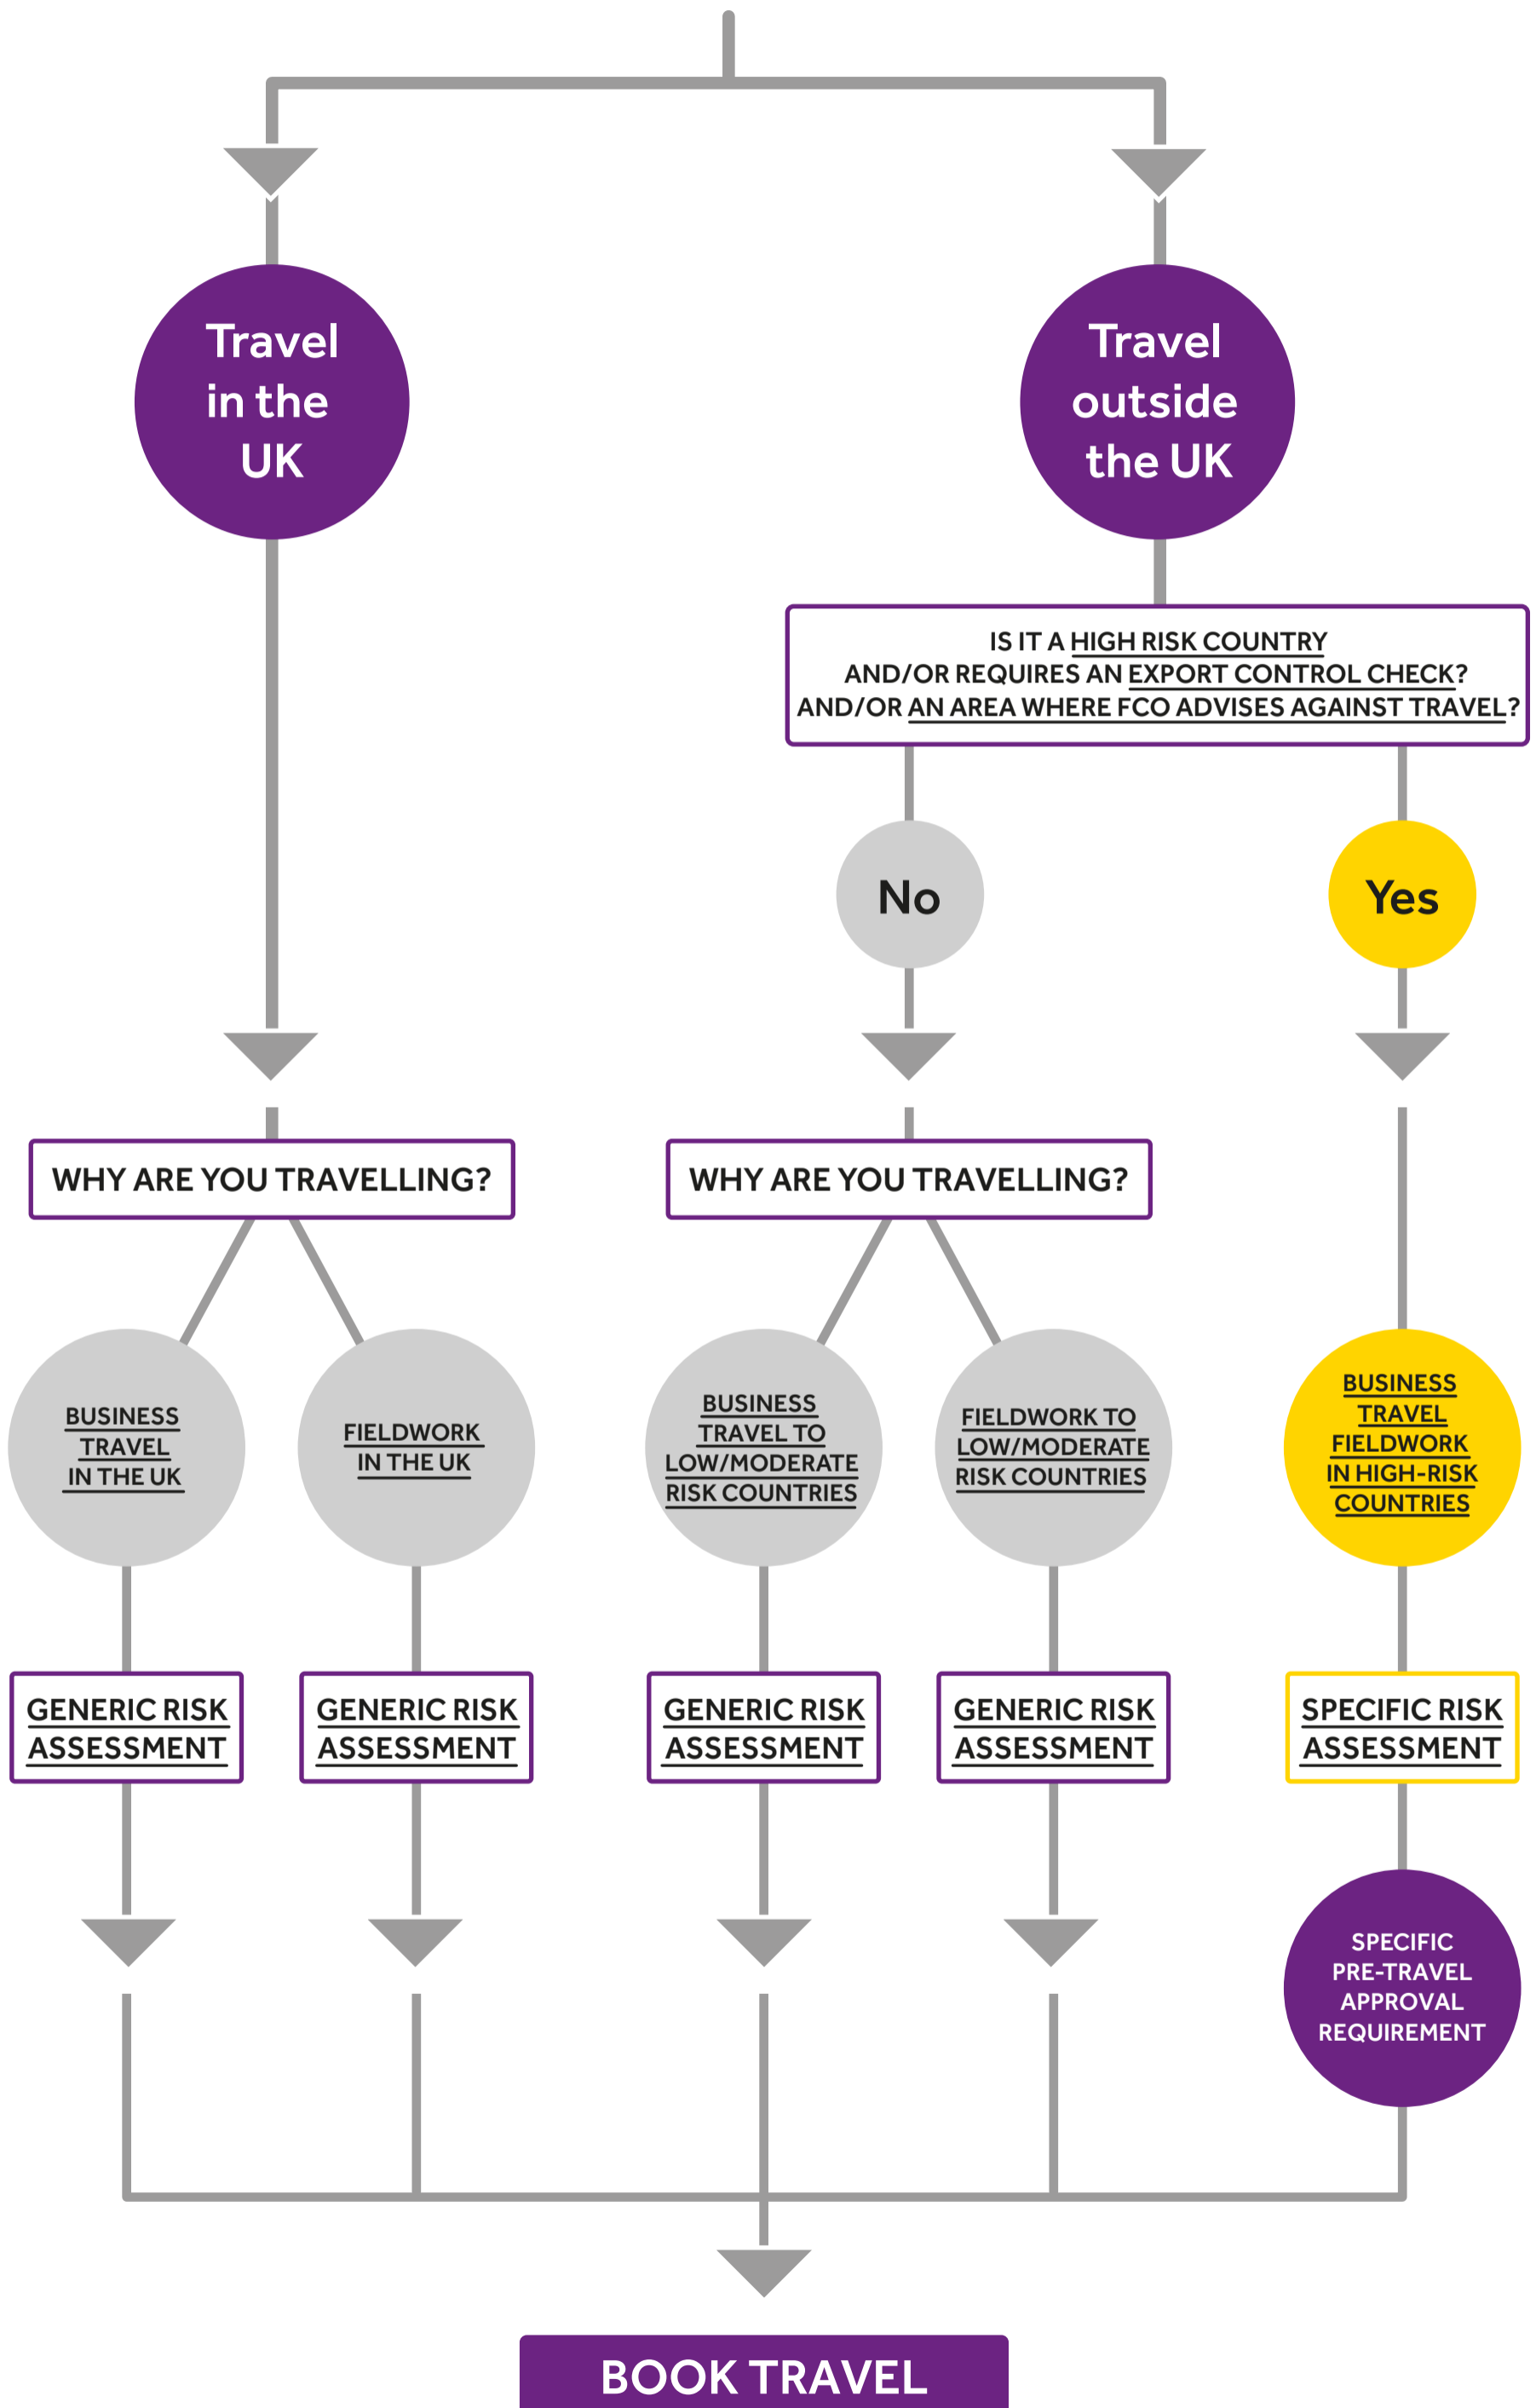 Travel
in the
UK
Travel
outside
the UK
IS IT A HIGH RISK COUNTRY
AND/OR REQUIRES AN EXPORT CONTROL CHECK?
AND/OR AN AREA WHERE FCO ADVISES AGAINST TRAVEL?
No
Yes
WHY ARE YOU TRAVELLING?
WHY ARE YOU TRAVELLING?
BUSINESS
TRAVEL
IN THE UK
FIELDWORK
IN THE UK
BUSINESS
TRAVEL TO
LOW/MODERATE
RISK COUNTRIES
FIELDWORK TO
LOW/MODERATE
RISK COUNTRIES
BUSINESS
TRAVEL
FIELDWORK
IN HIGH-RISK
COUNTRIES
GENERIC RISK
ASSESSMENT
GENERIC RISK
ASSESSMENT
GENERIC RISK
ASSESSMENT
GENERIC RISK
ASSESSMENT
SPECIFIC RISK
ASSESSMENT
SPECIFIC
PRE-TRAVEL
APPROVAL
REQUIREMENT
BOOK TRAVEL